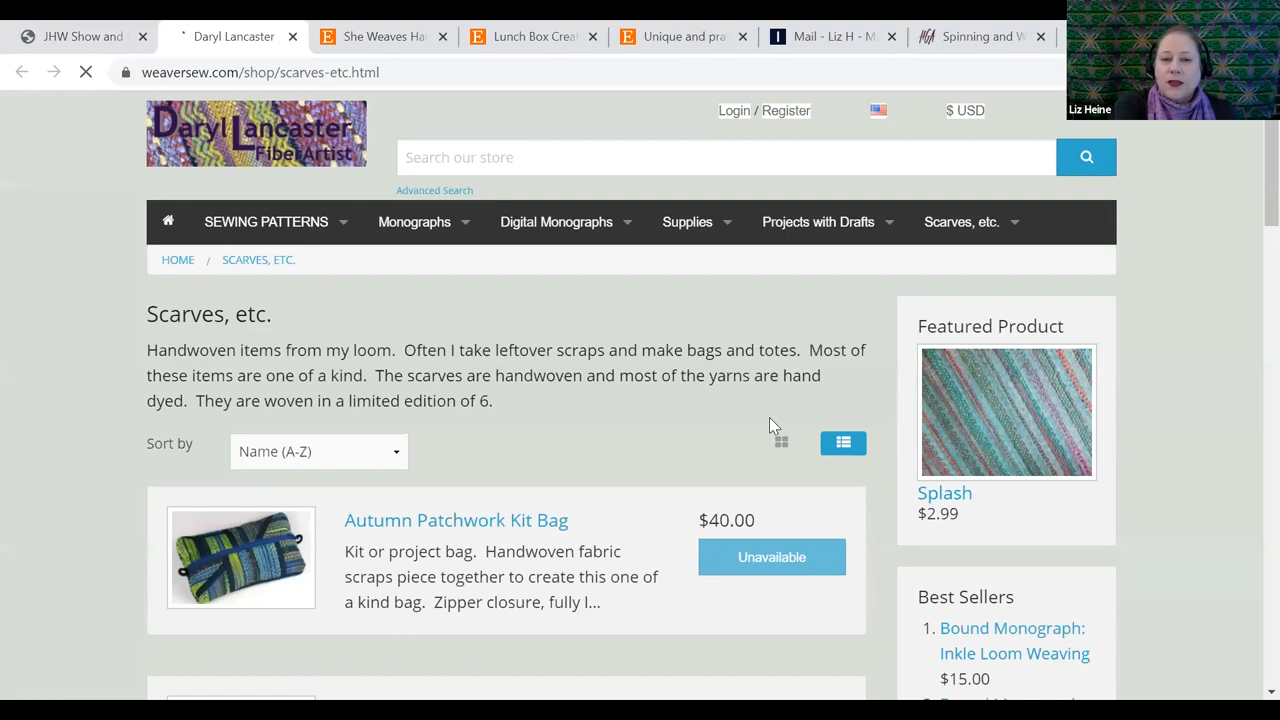 JHW Show and
Daryl Lancaster
She Weaves Ha
Lunch Box Creat
Unique and pra
Mail - Liz H - M
Spinning and W
weaversew.com/shop/scarves-etc.html
Liz Heine
Daryl Lancaster
Fiber Artist
Login / Register
$ USD
Search our store
Advanced Search
SEWING PATTERNS Monographs Digital Monographs Supplies Projects with Drafts Scarves, etc.
HOME / SCARVES, ETC.
Scarves, etc.
Handwoven items from my loom. Often I take leftover scraps and make bags and totes. Most of
these items are one of a kind. The scarves are handwoven and most of the yarns are hand
dyed. They are woven in a limited edition of 6.
Sort by
Name (A-Z)
Autumn Patchwork Kit Bag
Kit or project bag. Handwoven fabric
scraps piece together to create this one of
a kind bag. Zipper closure, fully l...
$40.00
Unavailable
Featured Product
Splash
$2.99
Best Sellers
1. Bound Monograph:
Inkle Loom Weaving
$15.00